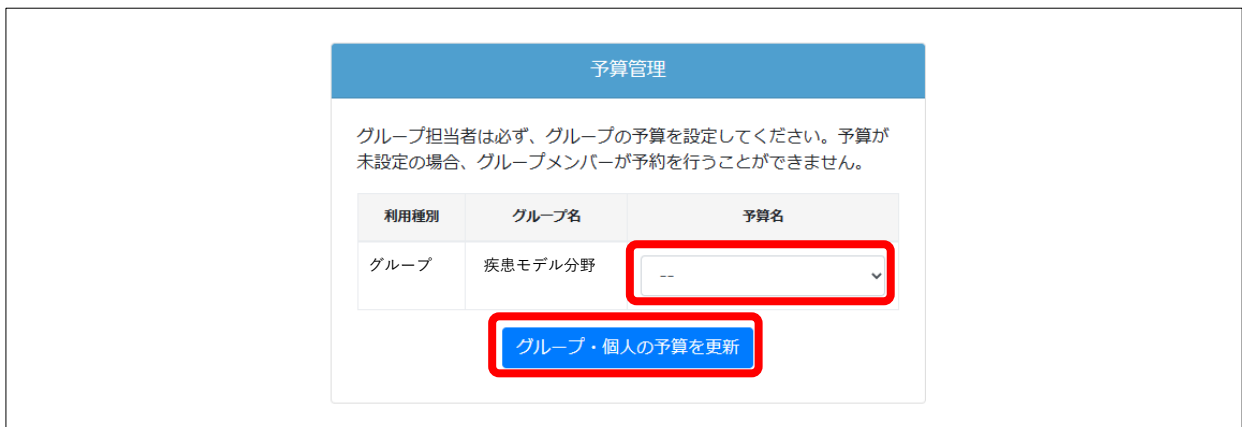 予算管理
グループ担当者は必ず、グループの予算を設定してください。予算が
未設定の場合、グループメンバーが予約を行うことができません。
利用種別 グループ名 予算名
グループ 疾患モデル分野 --
グループ・個人の予算を更新